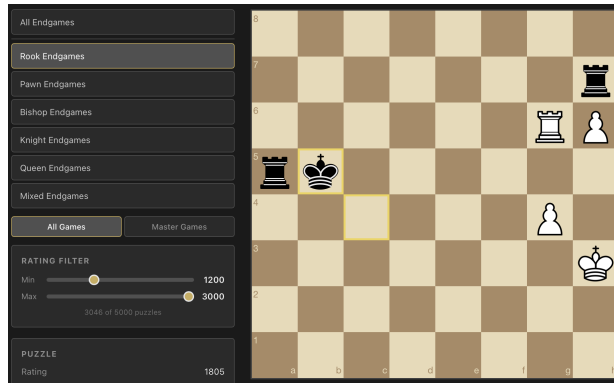 All Endgames
Rook Endgames
Pawn Endgames
Bishop Endgames
Knight Endgames
Queen Endgames
Mixed Endgames
All Games Master Games
RATING FILTER
Min 1200
Max 3000
3046 of 5000 puzzles
PUZZLE
Rating 1805
8
7
6
5
4
3
2
1
a b c d e f g